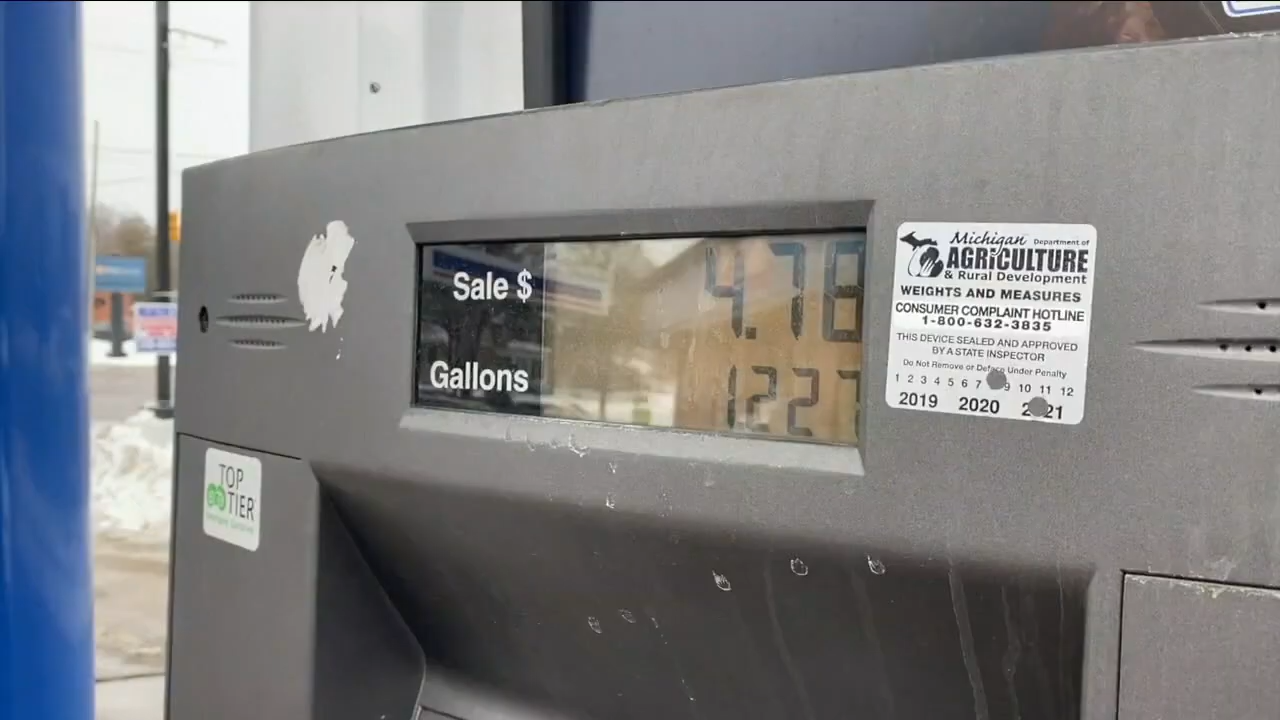 Sale $ 4.78
Gallons 1.227
Michigan Department of
AGRICULTURE
& Rural Development
WEIGHTS AND MEASURES
CONSUMER COMPLAINT HOTLINE
1-800-632-3835
THIS DEVICE SEALED AND APPROVED
BY A STATE INSPECTOR
Do Not Remove or Deface Under Penalty
1 2 3 4 5 6 7 9 10 11 12
2019 2020 2021
TOP
TIER